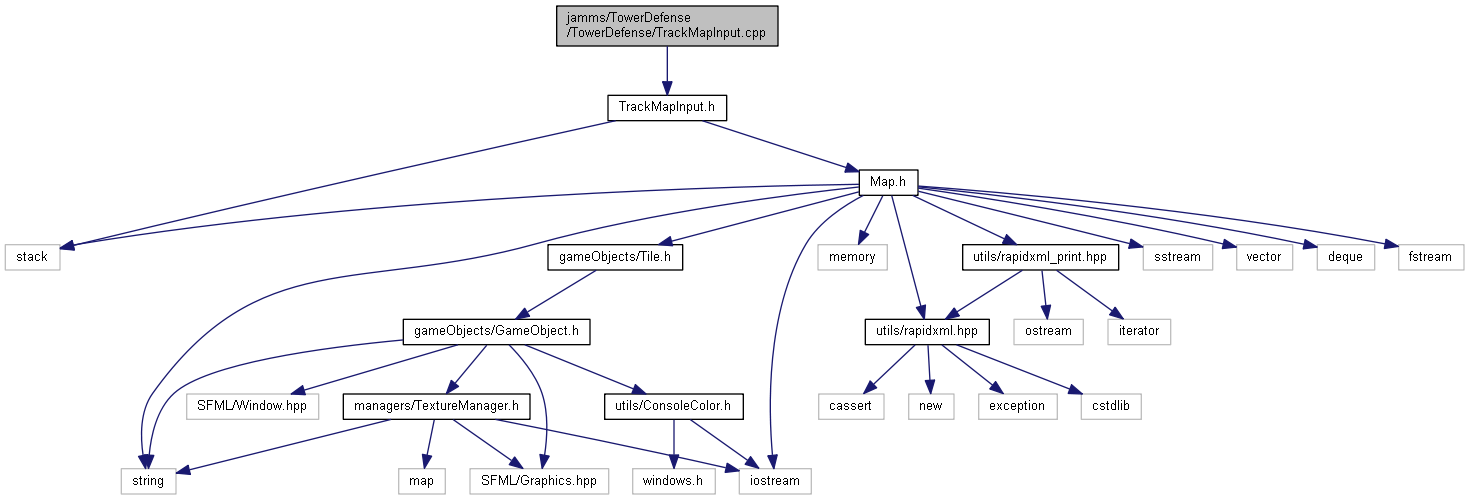 jamms/TowerDefense
/TowerDefense/TrackMapInput.cpp
TrackMapInput.h
Map.h
stack
gameObjects/Tile.h
memory
utils/rapidxml_print.hpp
sstream
vector
deque
fstream
gameObjects/GameObject.h
utils/rapidxml.hpp
ostream
iterator
SFML/Window.hpp
managers/TextureManager.h
utils/ConsoleColor.h
cassert
new
exception
cstdlib
string
map
SFML/Graphics.hpp
windows.h
iostream